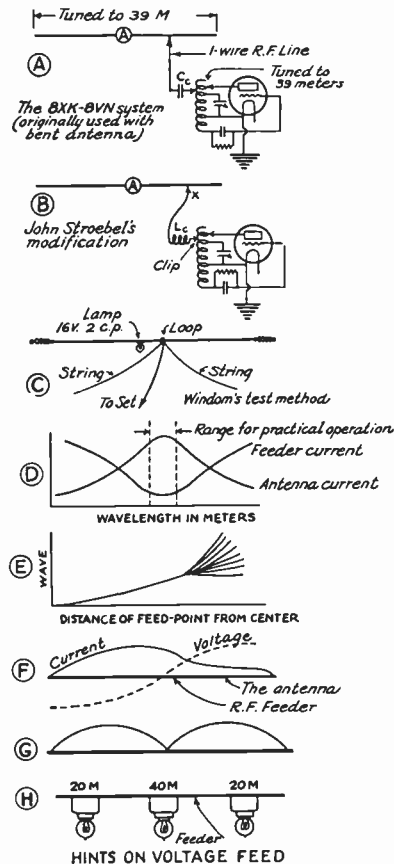 Tuned to 39 M
A
A
1-wire R.F. Line
Cc
Tuned to
39 meters
The 8XK-8VN system
(originally used with
bent antenna)
A
B
X
John Stroebel's
modification
Lc
Clip
Lamp
16V. 2 c.p.
Loop
C
String
String
To Set
Windom's test method
Range for practical operation
D
Feeder current
Antenna current
WAVELENGTH IN METERS
E
WAVE
DISTANCE OF FEED-POINT FROM CENTER
F
Current
Voltage
The antenna
R.F. Feeder
G
20 M
40 M
20 M
H
Feeder
HINTS ON VOLTAGE FEED